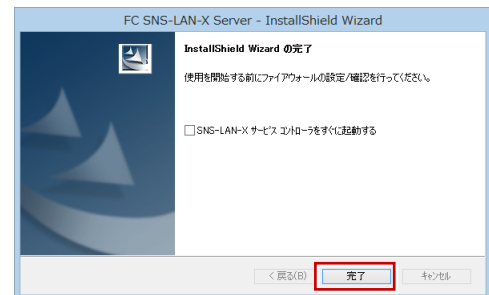 FC SNS-LAN-X Server - InstallShield Wizard
InstallShield Wizard の完了
使用を開始する前にファイアウォールの設定/確認を行ってください。
SNS-LAN-X サービス コントローラをすぐに起動する
< 戻る(B)
完了
キャンセル